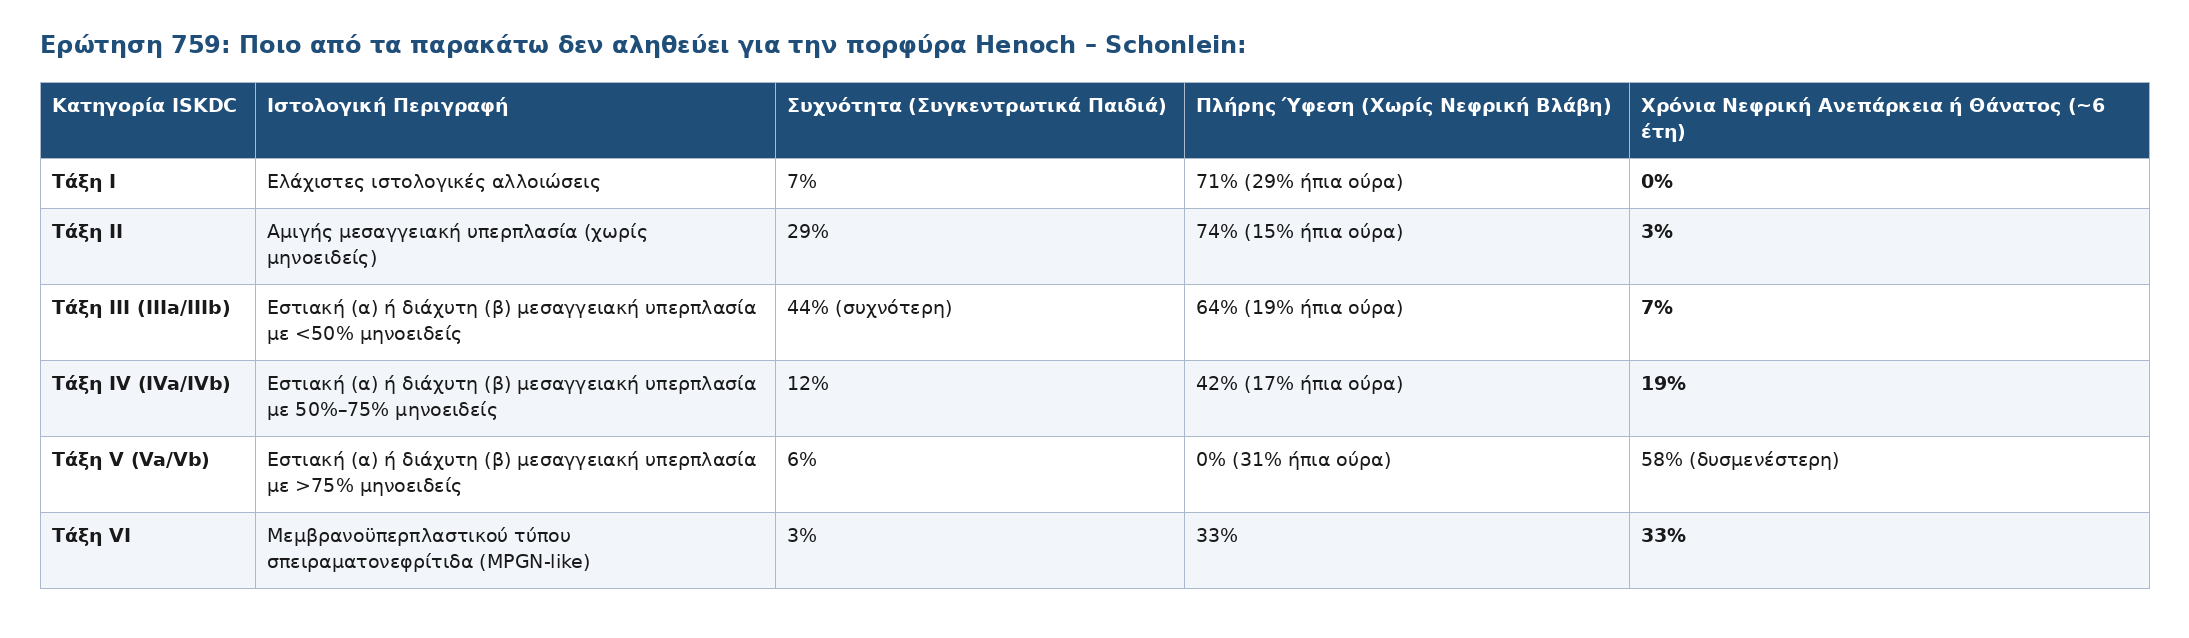 Ερώτηση 759: Ποιο από τα παρακάτω δεν αληθεύει για την πορφύρα Henoch – Schonlein:
Κατηγορία ISKDC Ιστολογική Περιγραφή Συχνότητα (Συγκεντρωτικά Παιδιά) Πλήρης Ύφεση (Χωρίς Νεφρική Βλάβη) Χρόνια Νεφρική Ανεπάρκεια ή Θάνατος (~6
έτη)
Τάξη I Ελάχιστες ιστολογικές αλλοιώσεις 7% 71% (29% ήπια ούρα) 0%
Τάξη II Αμιγής μεσαγγειακή υπερπλασία (χωρίς 29% 74% (15% ήπια ούρα) 3%
μηνοειδείς)
Τάξη III (IIIa/IIIb) Εστιακή (α) ή διάχυτη (β) μεσαγγειακή υπερπλασία 44% (συχνότερη) 64% (19% ήπια ούρα) 7%
με <50% μηνοειδείς
Τάξη IV (IVa/IVb) Εστιακή (α) ή διάχυτη (β) μεσαγγειακή υπερπλασία 12% 42% (17% ήπια ούρα) 19%
με 50%–75% μηνοειδείς
Τάξη V (Va/Vb) Εστιακή (α) ή διάχυτη (β) μεσαγγειακή υπερπλασία 6% 0% (31% ήπια ούρα) 58% (δυσμενέστερη)
με >75% μηνοειδείς
Τάξη VI Μεμβρανοϋπερπλαστικού τύπου 3% 33% 33%
σπειραματονεφρίτιδα (MPGN-like)